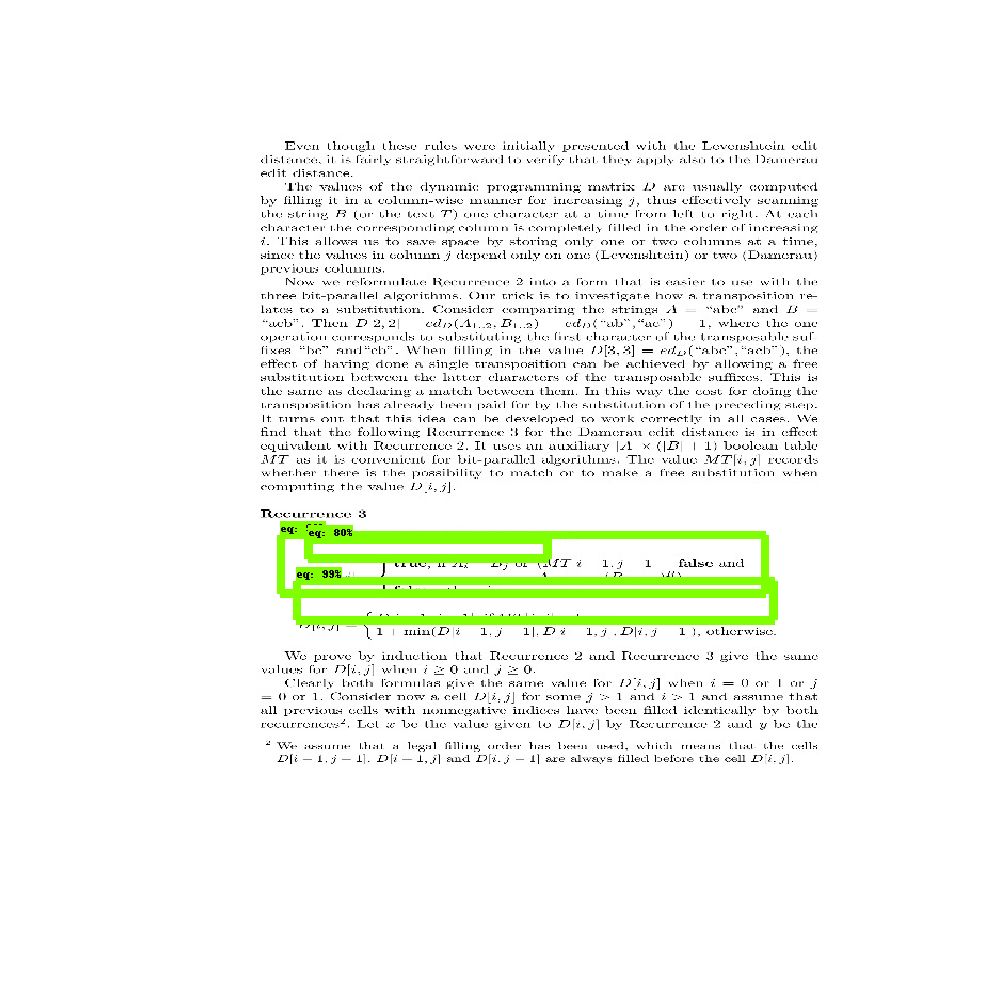 Even though these rules were initially presented with the Levenshtein edit
distance, it is fairly straightforward to verify that they apply also to the Damerau
edit distance.
The values of the dynamic programming matrix D are usually computed
by filling it in a column-wise manner for increasing j, thus effectively scanning
the string B (or the text T) one character at a time from left to right. At each
character the corresponding column is completely filled in the order of increasing
i. This allows us to save space by storing only one or two columns at a time,
since the values in column j depend only on one (Levenshtein) or two (Damerau)
previous columns.
Now we reformulate Recurrence 2 into a form that is easier to use with the
three bit-parallel algorithms. Our trick is to investigate how a transposition re-
lates to a substitution. Consider comparing the strings A = “abc” and B =
“acb”. Then D[2, 2] = ed_D(A_{1..2}, B_{1..2}) = ed_D(“ab”,“ac”) = 1, where the one
operation corresponds to substituting the first character of the transposable suf-
fixes “bc” and“cb”. When filling in the value D[3, 3] = ed_D(“abc”,“acb”), the
effect of having done a single transposition can be achieved by allowing a free
substitution between the latter characters of the transposable suffixes. This is
the same as declaring a match between them. In this way the cost for doing the
transposition has already been paid for by the substitution of the preceding step.
It turns out that this idea can be developed to work correctly in all cases. We
find that the following Recurrence 3 for the Damerau edit distance is in effect
equivalent with Recurrence 2. It uses an auxiliary |A| × (|B| + 1) boolean table
MT as it is convenient for bit-parallel algorithms. The value MT[i, j] records
whether there is the possibility to match or to make a free substitution when
computing the value D[i, j].
Recurrence 3
eq:
eq: 80%
true, if A_i = B_j or (MT[i − 1, j − 1] = false and
eq: 99%
D[i, j] =
1 + min(D[i − 1, j − 1], D[i − 1, j], D[i, j − 1]), otherwise.
We prove by induction that Recurrence 2 and Recurrence 3 give the same
values for D[i, j] when i ≥ 0 and j ≥ 0.
Clearly both formulas give the same value for D[i, j] when i = 0 or 1 or j
= 0 or 1. Consider now a cell D[i, j] for some j > 1 and i > 1 and assume that
all previous cells with nonnegative indices have been filled identically by both
recurrences². Let x be the value given to D[i, j] by Recurrence 2 and y be the
² We assume that a legal filling order has been used, which means that the cells
D[i − 1, j − 1], D[i − 1, j] and D[i, j − 1] are always filled before the cell D[i, j].